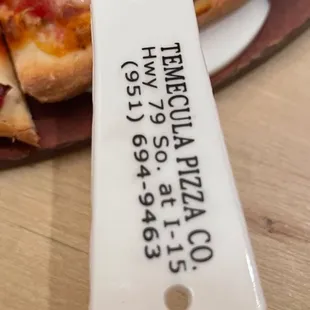 TEMECULA PIZZA CO.
Hwy 79 So. at I-15
(951) 694-9463